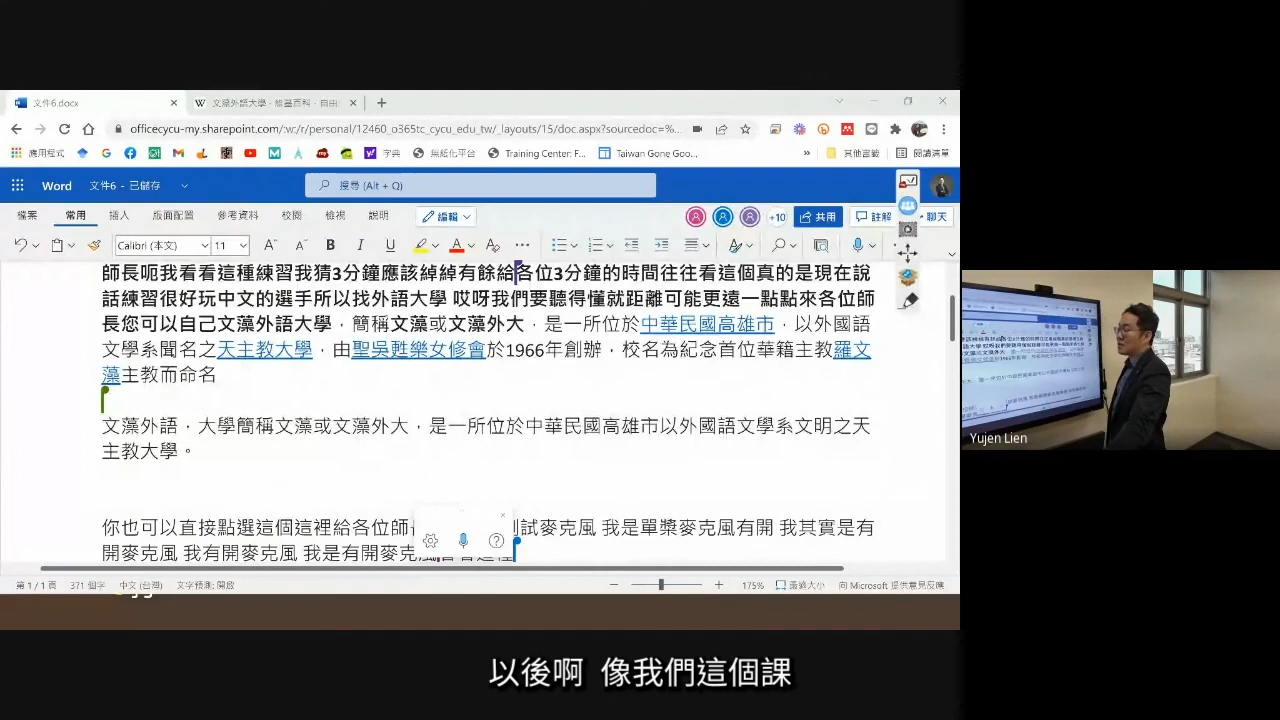 文件6.docx
文藻外語大學 - 維基百科，自由
officecycu-my.sharepoint.com/:w:/r/personal/12460_o365tc_cycu_edu_tw/_layouts/15/doc.aspx?sourcedoc=%...
應用程式 字典 無紙化平台 Training Center: F... Taiwan Gone Goo... » 其他書籤 閱讀清單
Word 文件6 - 已儲存 搜尋 (Alt + Q)
檔案 常用 插入 版面配置 參考資料 校閱 檢視 說明 編輯 +10 共用 註解 聊天
Calibri (本文) 11 B I U A
師長呃我看看這種練習我猜3分鐘應該綽綽有餘給各位3分鐘的時間往往看這個真的是現在說
話練習很好玩中文的選手所以找外語大學 哎呀我們要聽得懂就距離可能更遠一點點來各位師
長您可以自己文藻外語大學，簡稱文藻或文藻外大，是一所位於中華民國高雄市，以外國語
文學系聞名之天主教大學，由聖吳甦樂女修會於1966年創辦，校名為紀念首位華籍主教羅文
藻主教而命名
文藻外語，大學簡稱文藻或文藻外大，是一所位於中華民國高雄市以外國語文學系文明之天
主教大學。
你也可以直接點選這個這裡給各位師 試麥克風 我是單槳麥克風有開 我其實是有
開麥克風 我有開麥克風 我是有開麥克
第 1 / 1 頁 371 個字 中文 (台灣) 文字預測: 開啟 175% 最適大小 向 Microsoft 提供意見反應
Yujen Lien
以後啊 像我們這個課